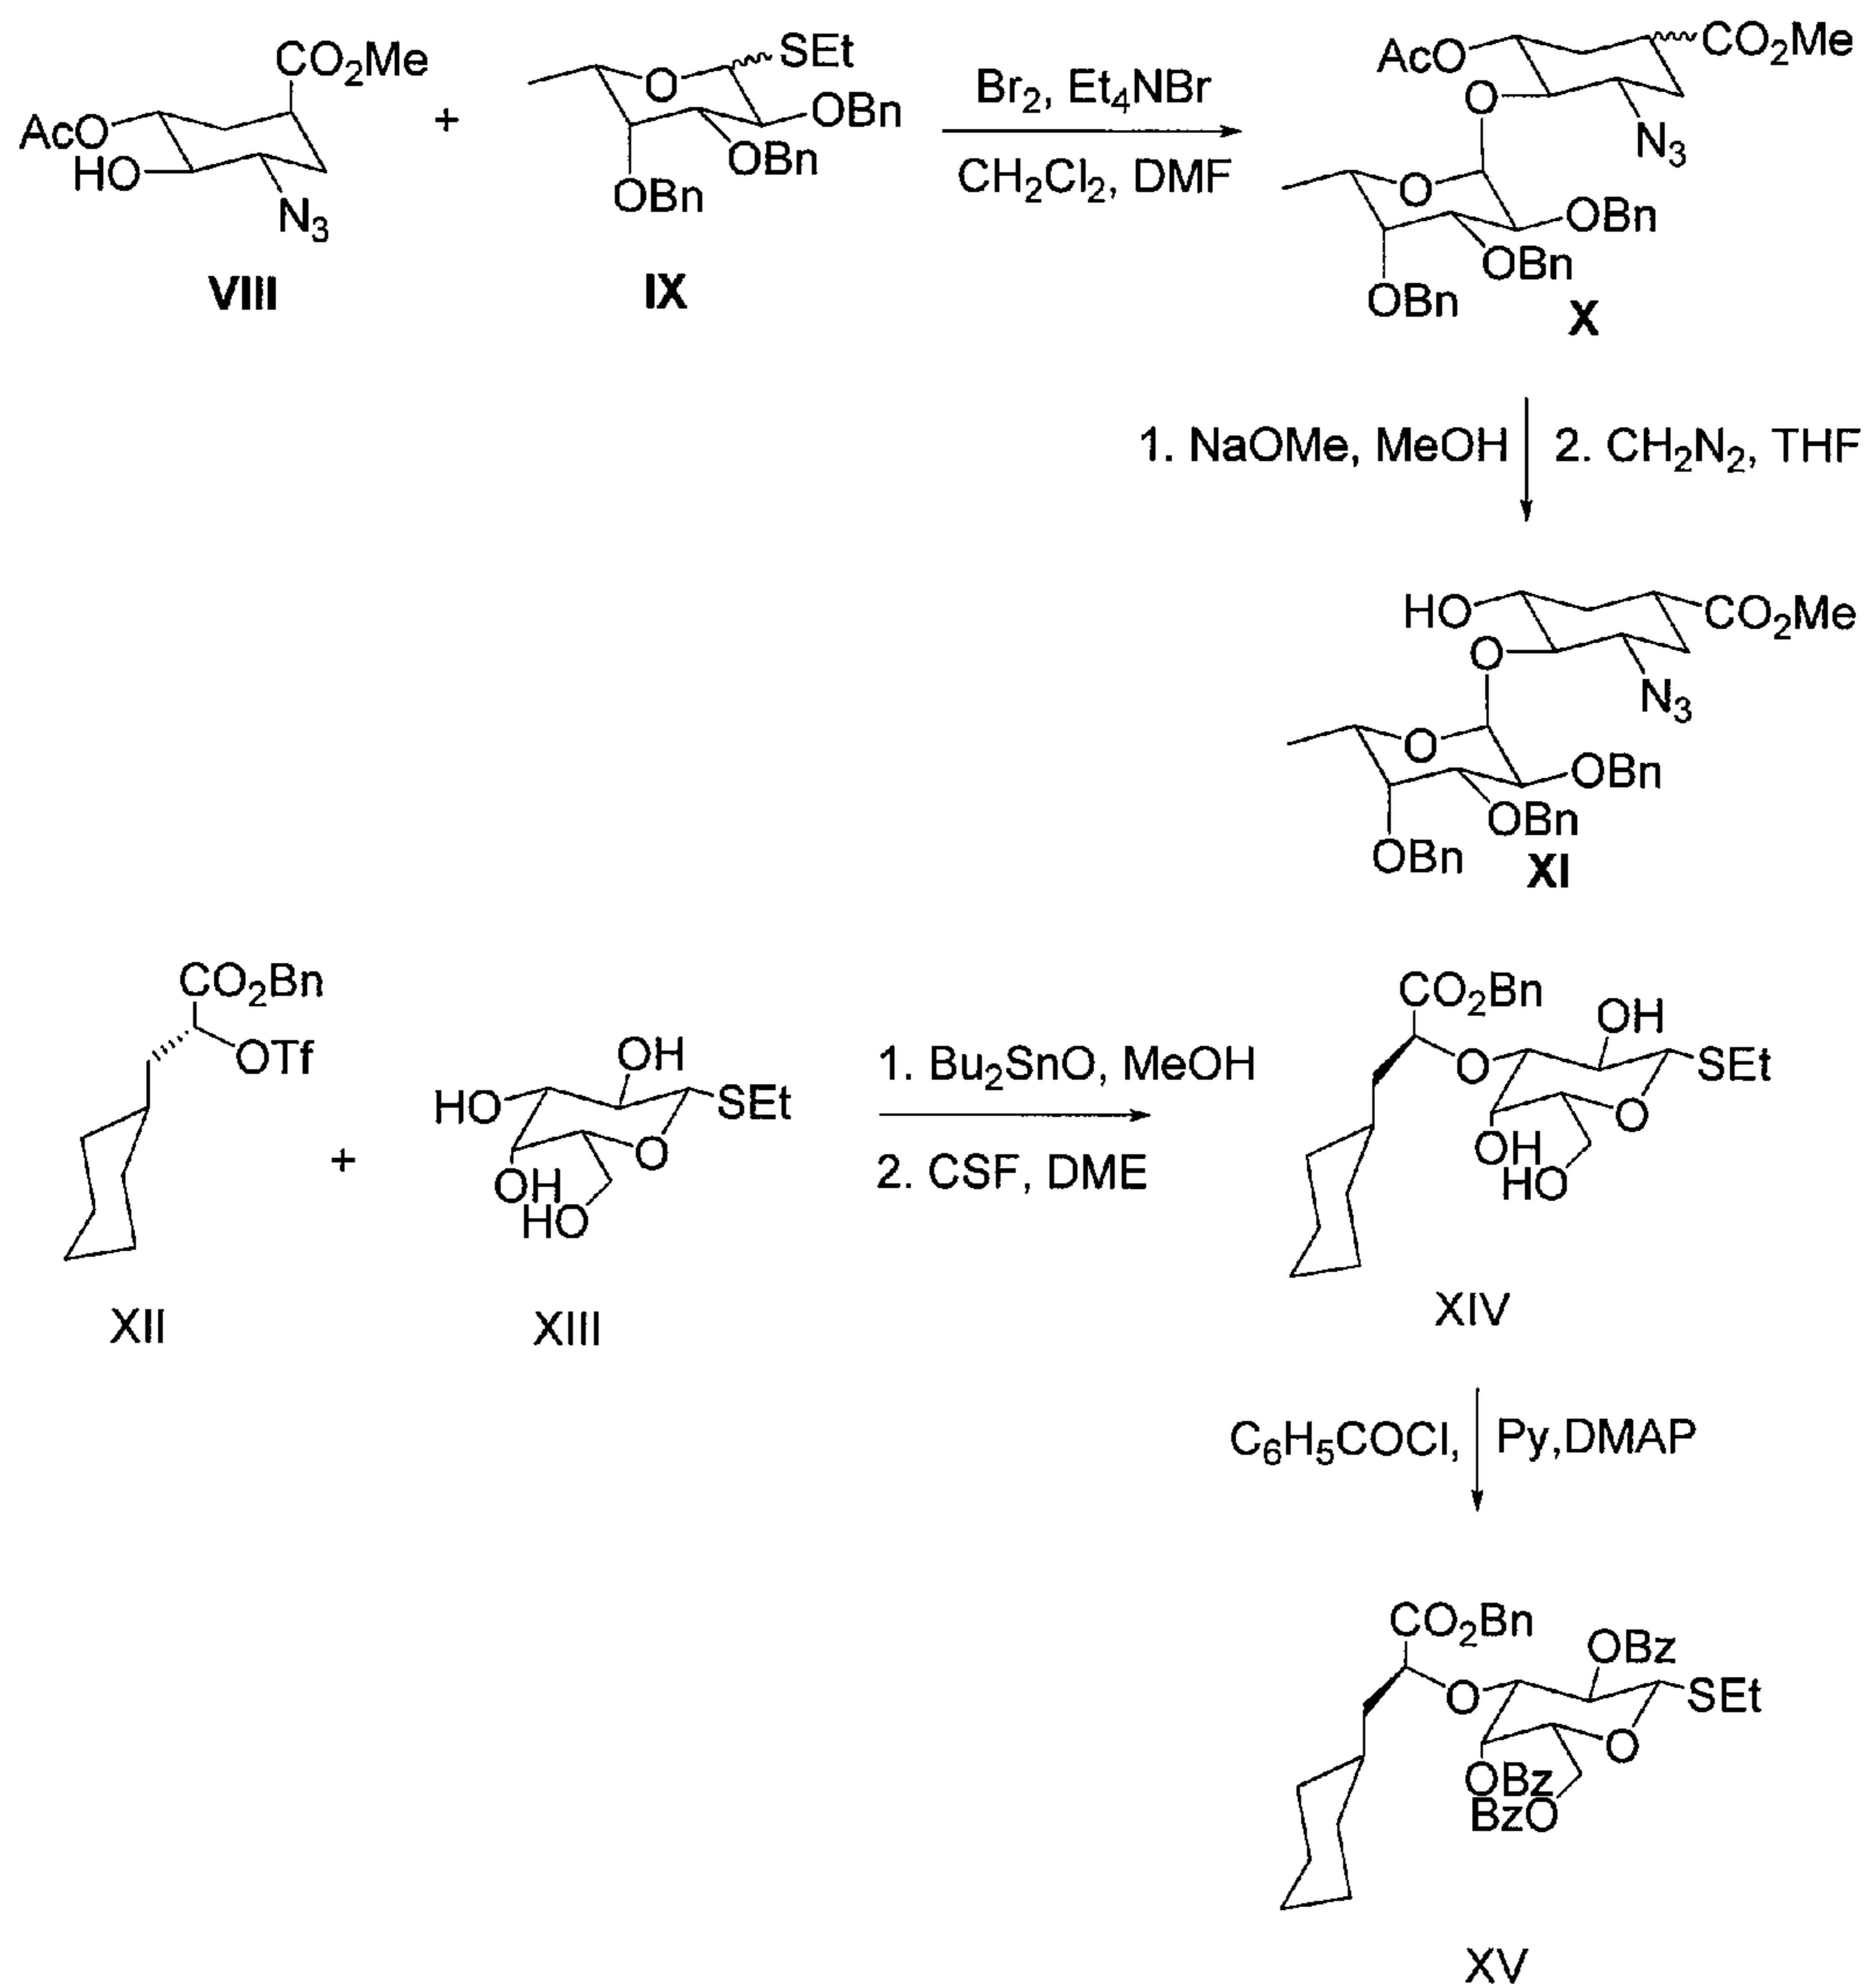 CO2Me
AcO
HO
N3
VIII
+
SEt
O
OBn
OBn
OBn
IX
Br2, Et4NBr
CH2Cl2, DMF
AcO
CO2Me
O
N3
O
OBn
OBn
OBn
X
1. NaOMe, MeOH
2. CH2N2, THF
HO
CO2Me
O
N3
O
OBn
OBn
OBn
XI
CO2Bn
OTf
XII
+
OH
HO
SEt
O
OH
HO
XIII
1. Bu2SnO, MeOH
2. CSF, DME
CO2Bn
OH
O
SEt
O
OH
HO
XIV
C6H5COCl,
Py,DMAP
CO2Bn
OBz
O
SEt
O
OBz
BzO
XV